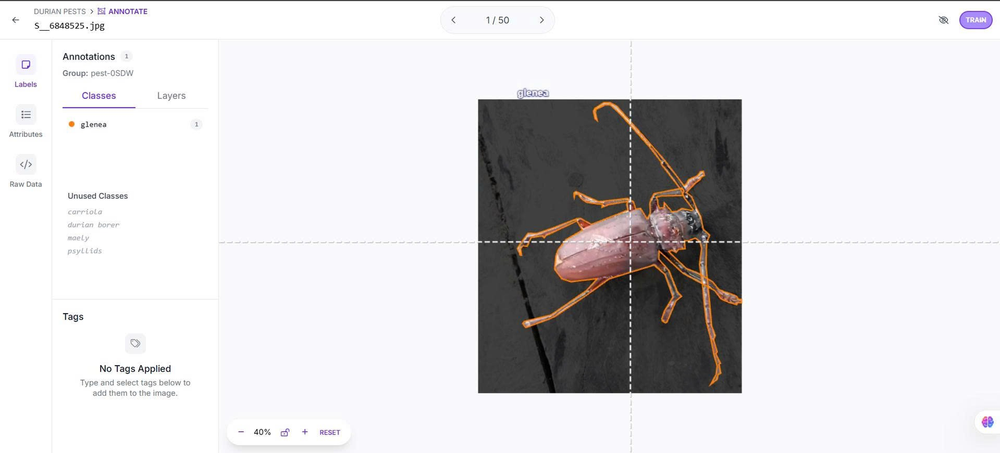 DURIAN PESTS > ANNOTATE
S__6848525.jpg
1 / 50
TRAIN
Labels
Attributes
Raw Data
Annotations 1
Group: pest-0SDW
Classes Layers
glenea 1
Unused Classes
carriola
durian borer
maely
psyllids
Tags
No Tags Applied
Type and select tags below to
add them to the image.
glenea
− 40% + RESET